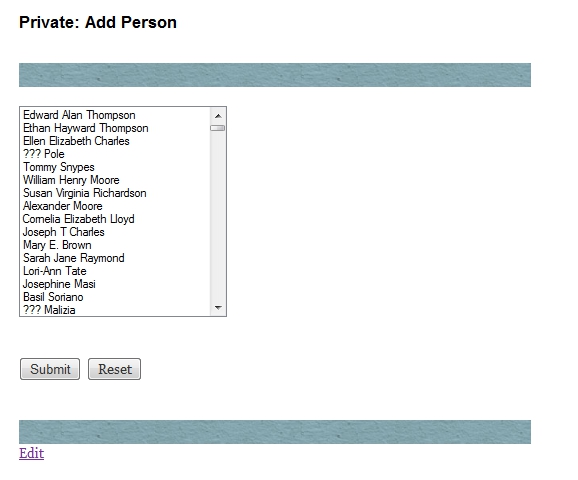 Private: Add Person
Edward Alan Thompson
Ethan Hayward Thompson
Ellen Elizabeth Charles
??? Pole
Tommy Snypes
William Henry Moore
Susan Virginia Richardson
Alexander Moore
Cornelia Elizabeth Lloyd
Joseph T Charles
Mary E. Brown
Sarah Jane Raymond
Lori-Ann Tate
Josephine Masi
Basil Soriano
??? Malizia
Submit Reset
Edit